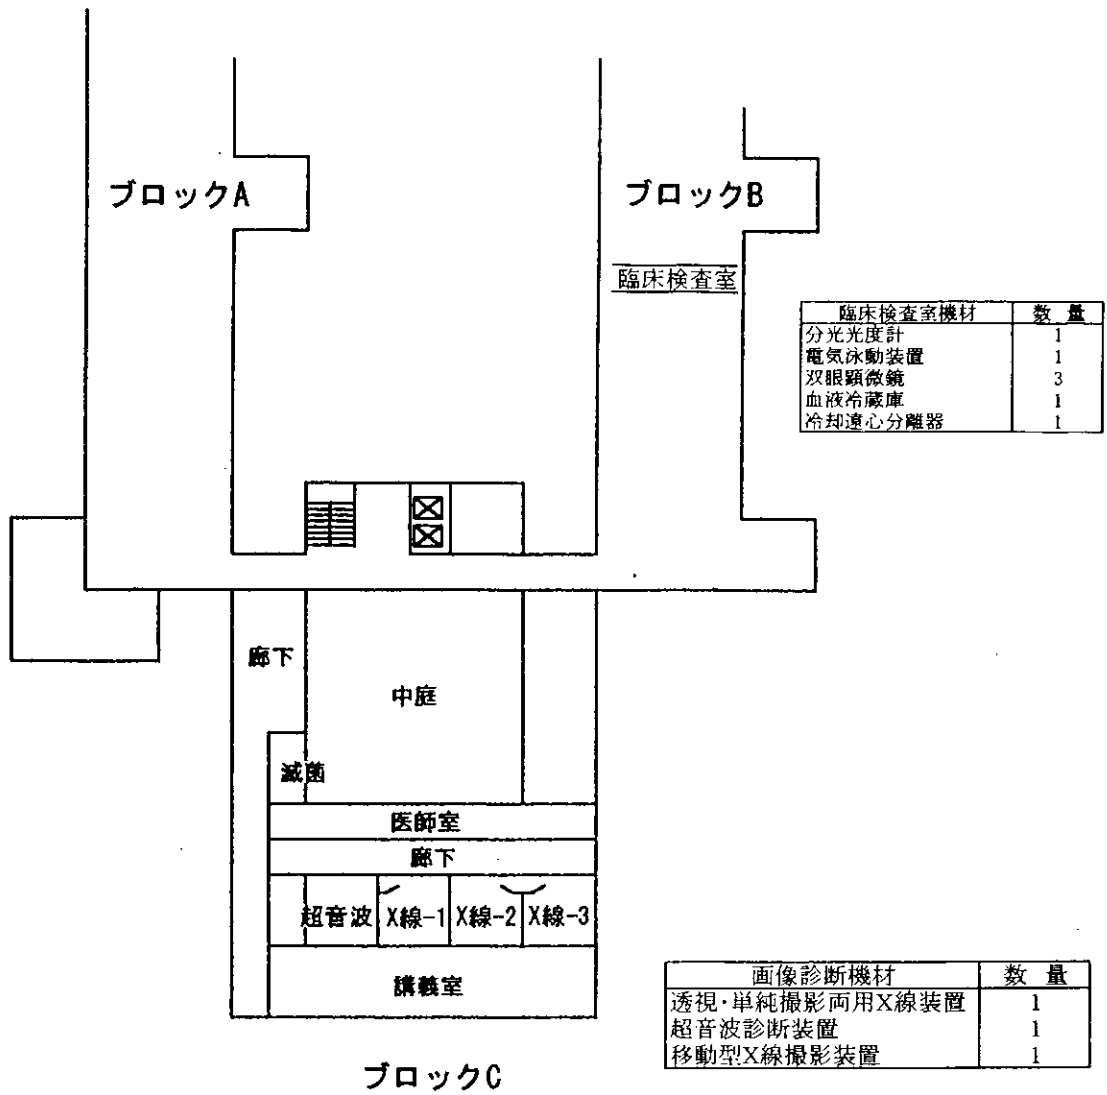 ブロックA
ブロックB
臨床検査室
臨床検査室機材 数 量
分光光度計 1
電気泳動装置 1
双眼顕微鏡 3
血液冷蔵庫 1
冷却遠心分離器 1
廊下
中庭
滅菌
医師室
廊下
超音波 X線-1 X線-2 X線-3
講義室
画像診断機材 数 量
透視・単純撮影両用X線装置 1
超音波診断装置 1
移動型X線撮影装置 1
ブロックC